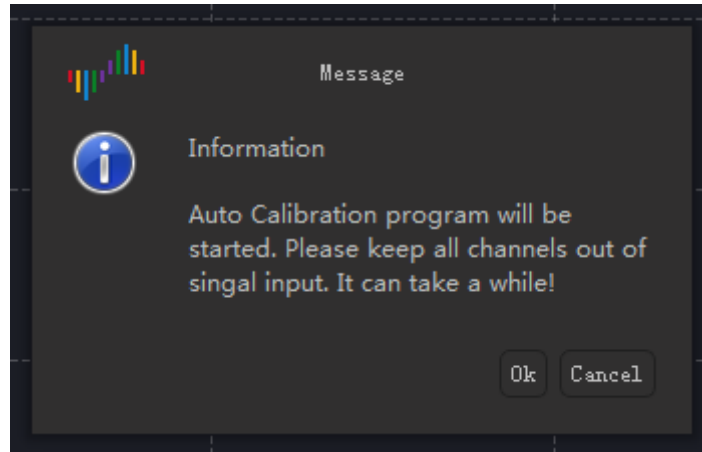 Message
Information
Auto Calibration program will be
started. Please keep all channels out of
singal input. It can take a while!
Ok Cancel